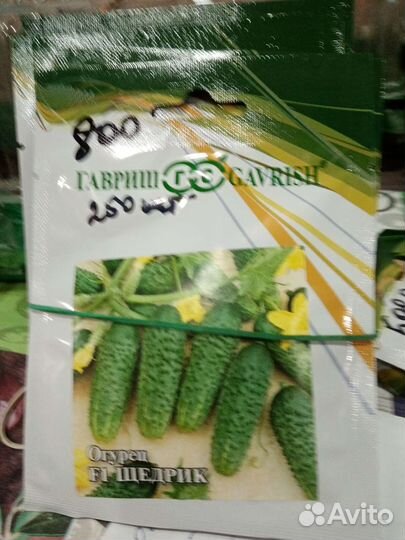 800
ГАВРИШ GAVRISH®
250 шт
Огурец
F1 ЩЕДРИК
Avito